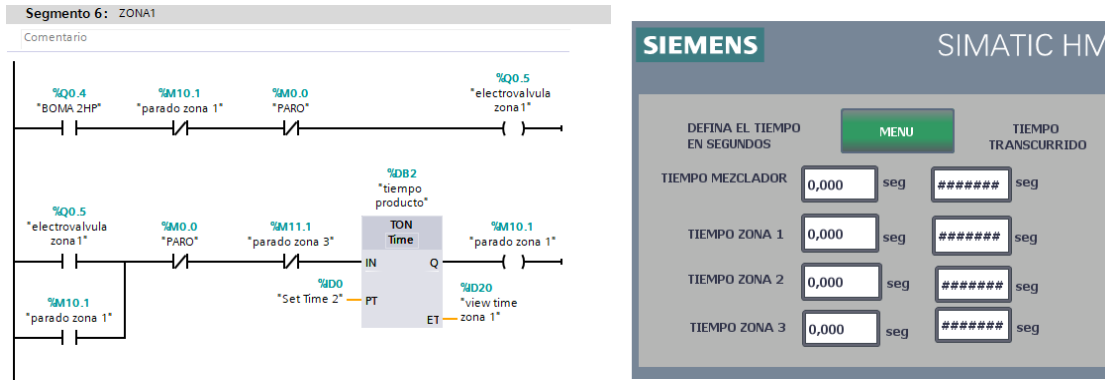 Segmento 6: ZONA1
Comentario
%Q0.4
"BOMA 2HP"
%M10.1
"parado zona 1"
%M0.0
"PARO"
%Q0.5
"electrovalvula
zona1"
%DB2
"tiempo
producto"
%Q0.5
"electrovalvula
zona1"
%M0.0
"PARO"
%M11.1
"parado zona 3"
TON
Time
%M10.1
"parado zona 1"
IN
Q
%ID0
"Set Time 2"
PT
%ID20
"view time
zona 1"
ET
%M10.1
"parado zona 1"
SIEMENS
SIMATIC HM
DEFINA EL TIEMPO
EN SEGUNDOS
MENU
TIEMPO
TRANSCURRIDO
TIEMPO MEZCLADOR 0,000 seg ####### seg
TIEMPO ZONA 1 0,000 seg ####### seg
TIEMPO ZONA 2 0,000 seg ####### seg
TIEMPO ZONA 3 0,000 seg ####### seg